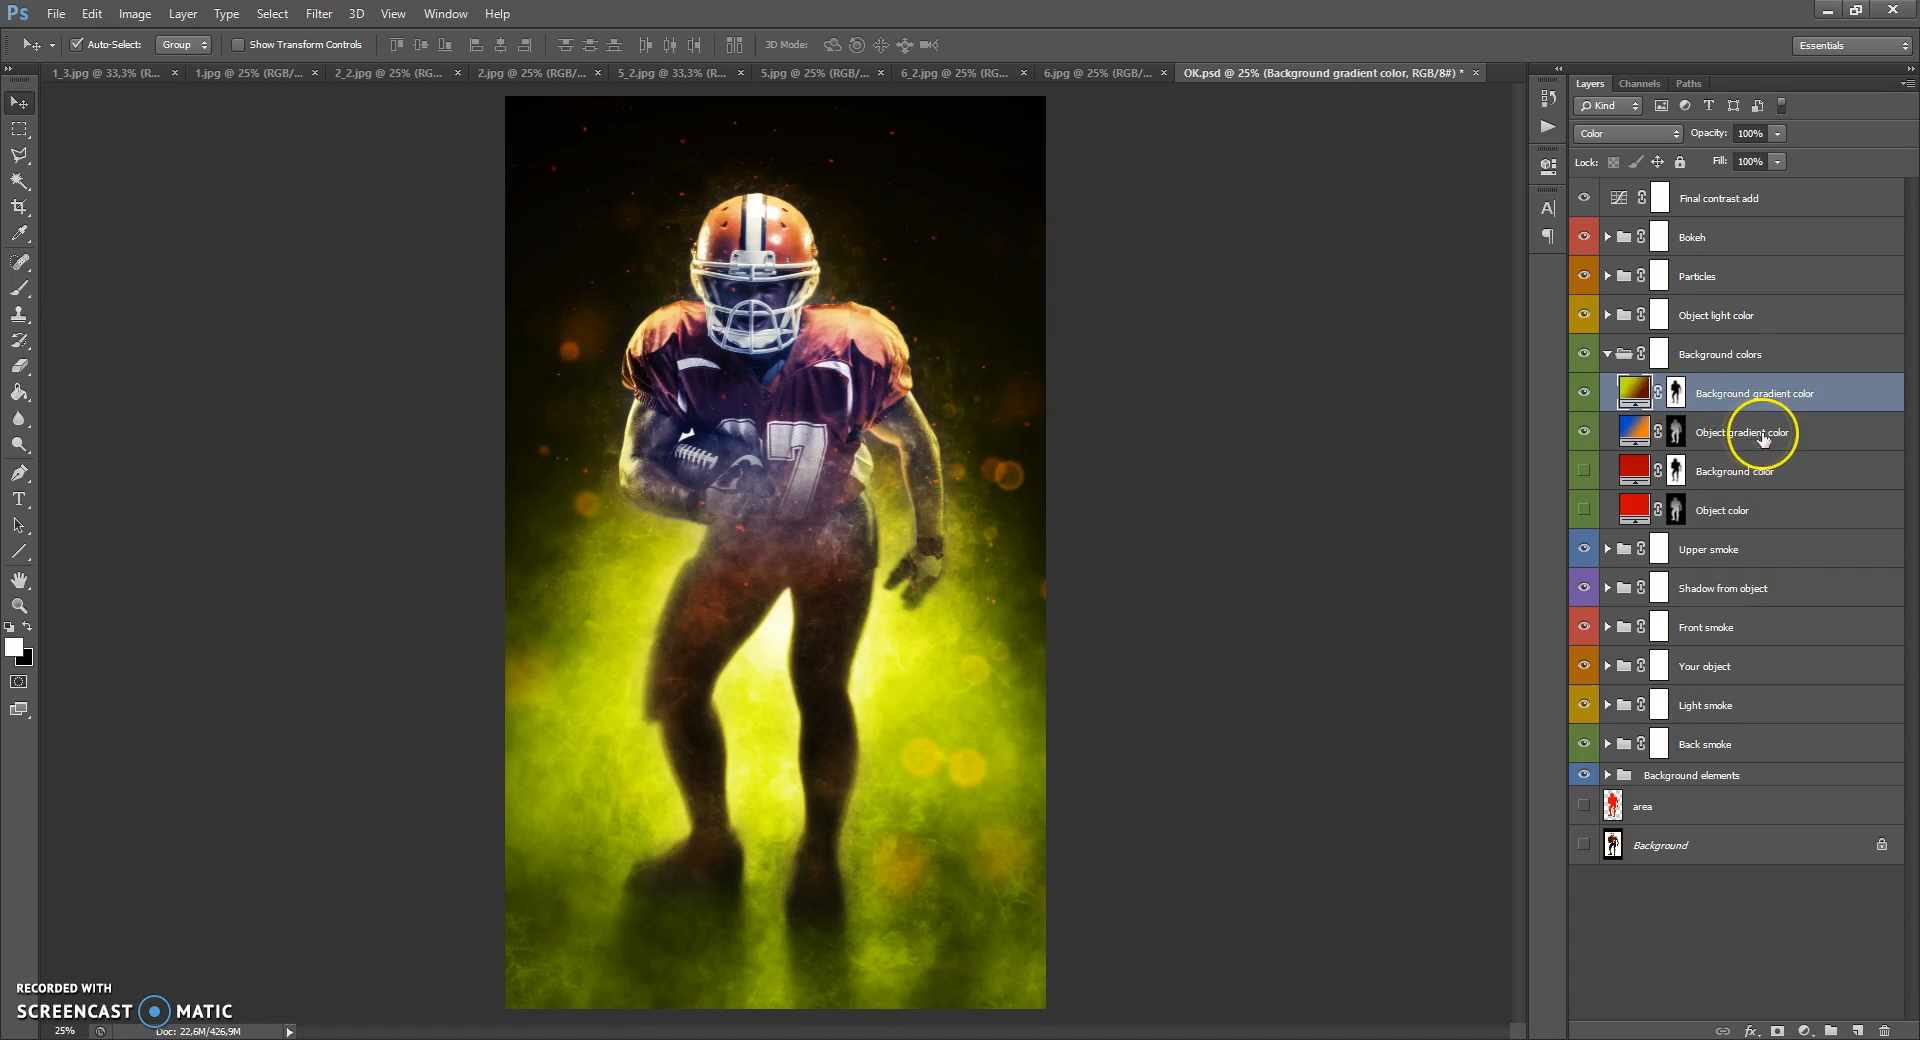 Ps File Edit Image Layer Type Select Filter 3D View Window Help
Auto-Select: Group Show Transform Controls 3D Mode: Essentials
1_3.jpg @ 33,3% (R... × 1.jpg @ 25% (RGB/... × 2_2.jpg @ 25% (RG... × 2.jpg @ 25% (RGB/... × 5_2.jpg @ 33,3% (R... × 5.jpg @ 25% (RGB/... × 6_2.jpg @ 25% (RG... × 6.jpg @ 25% (RGB/... × OK.psd @ 25% (Background gradient color, RGB/8#) * ×
Layers Channels Paths
Kind
Color Opacity: 100%
Lock: Fill: 100%
Final contrast add
Bokeh
Particles
Object light color
Background colors
Background gradient color
Object gradient color
Background color
Object color
Upper smoke
Shadow from object
Front smoke
Your object
Light smoke
Back smoke
Background elements
area
Background
7
RECORDED WITH
SCREENCAST MATIC
25% Doc: 22,6M/426,9M